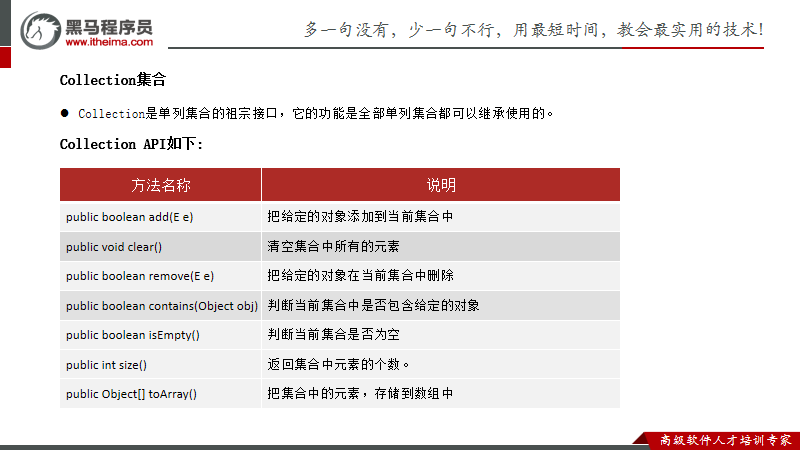 黑马程序员
www.itheima.com
多一句没有，少一句不行，用最短时间，教会最实用的技术！
Collection集合
● Collection是单列集合的祖宗接口，它的功能是全部单列集合都可以继承使用的。
Collection API如下:
方法名称 说明
public boolean add(E e) 把给定的对象添加到当前集合中
public void clear() 清空集合中所有的元素
public boolean remove(E e) 把给定的对象在当前集合中删除
public boolean contains(Object obj) 判断当前集合中是否包含给定的对象
public boolean isEmpty() 判断当前集合是否为空
public int size() 返回集合中元素的个数。
public Object[] toArray() 把集合中的元素，存储到数组中
高级软件人才培训专家